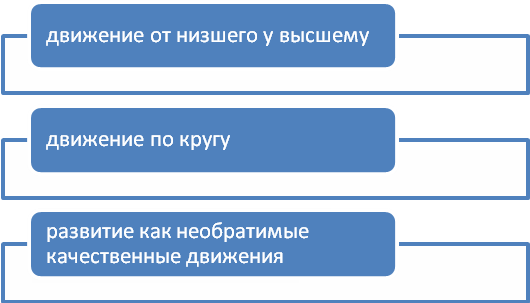 движение от низшего у высшему
движение по кругу
развитие как необратимые
качественные движения